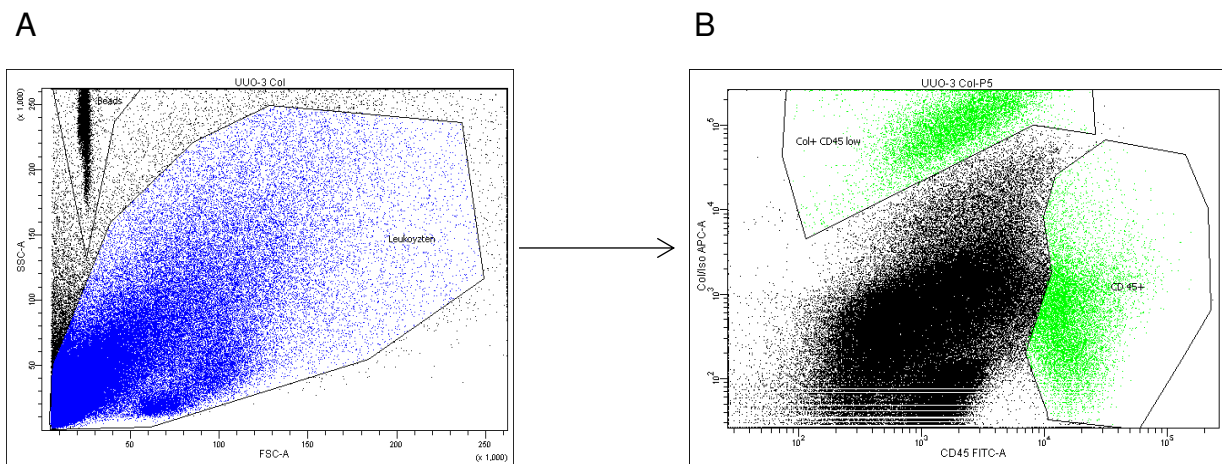 A
B
UUO-3 Col
UUO-3 Col-P5
(x 1,000)
250
200
150
100
50
SSC-A
Beads
Leukoyzten
50
100
150
200
250
FSC-A
(x 1,000)
Col/Iso APC-A
10^5
10^4
10^3
10^2
Col+ CD45 low
CD 45+
10^2
10^3
10^4
10^5
CD45 FITC-A